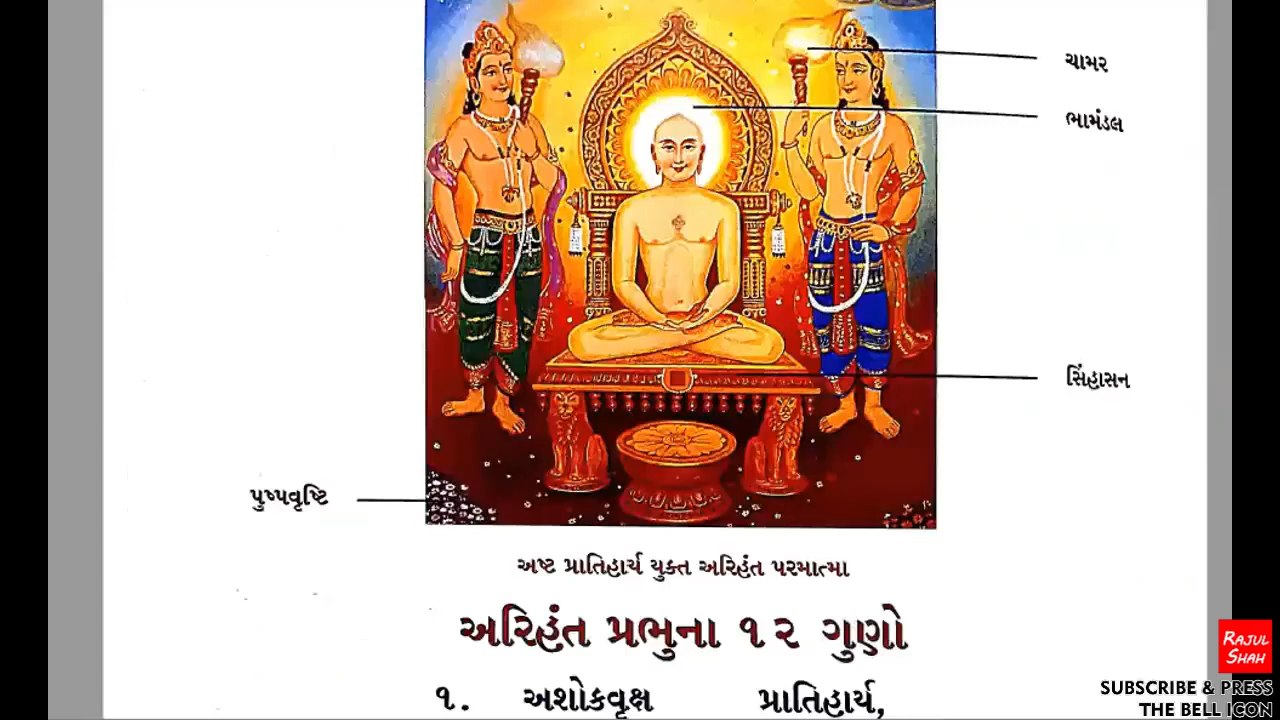 ચામર
ભામંડલ
સિંહાસન
પુષ્પવૃષ્ટિ
અષ્ટ પ્રાતિહાર્ય યુક્ત અરિહંત પરમાત્મા
અરિહંત પ્રભુના ૧૨ ગુણો
૧. અશોકવૃક્ષ પ્રાતિહાર્ય,
RAJUL
SHAH
SUBSCRIBE & PRESS
THE BELL ICON